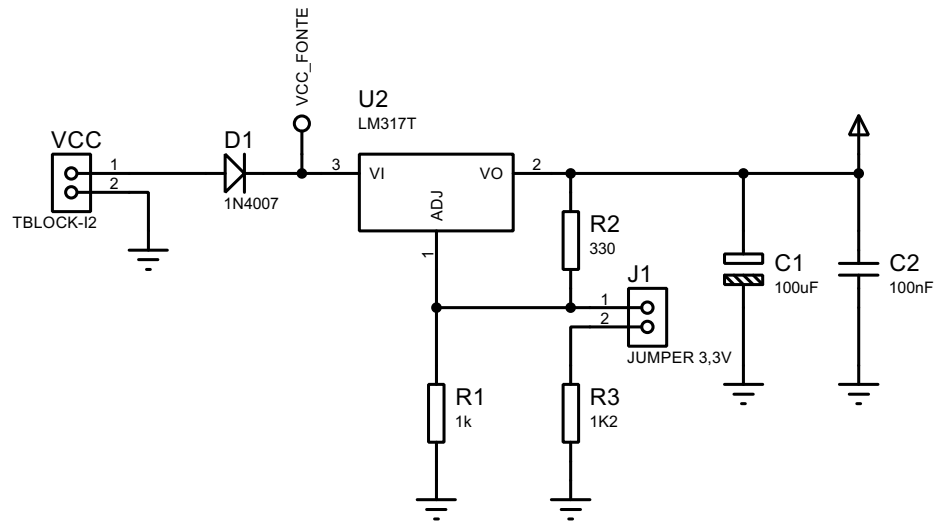 VCC_FONTE
U2
LM317T
VCC
D1
1
3
VI
VO
2
2
1N4007
ADJ
TBLOCK-I2
1
R2
330
J1
C1
C2
100uF
100nF
1
2
JUMPER 3,3V
R1
1k
R3
1K2